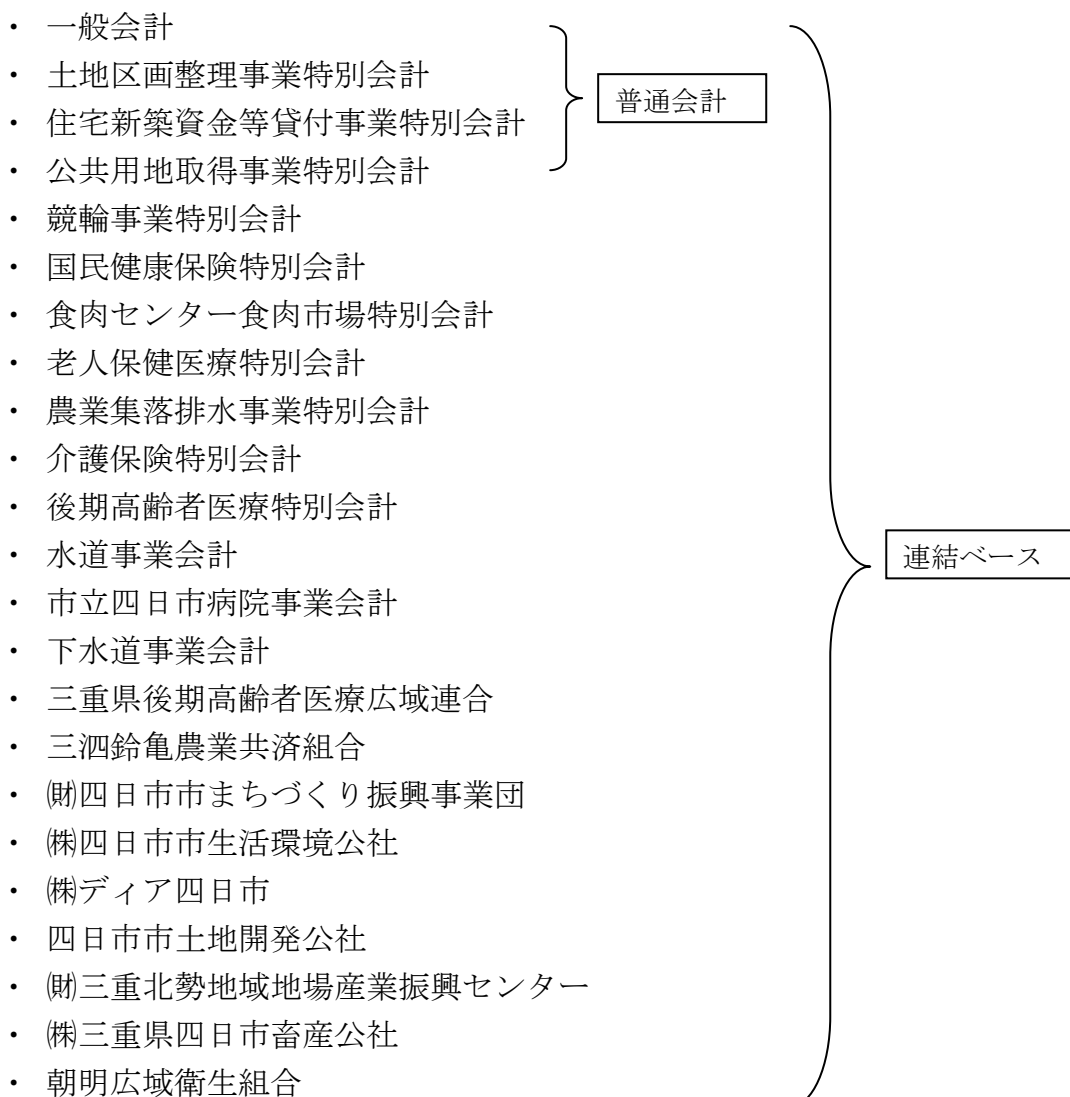 ・ 一般会計
・ 土地区画整理事業特別会計
普通会計
・ 住宅新築資金等貸付事業特別会計
・ 公共用地取得事業特別会計
・ 競輪事業特別会計
・ 国民健康保険特別会計
・ 食肉センター食肉市場特別会計
・ 老人保健医療特別会計
・ 農業集落排水事業特別会計
・ 介護保険特別会計
・ 後期高齢者医療特別会計
・ 水道事業会計
連結ベース
・ 市立四日市病院事業会計
・ 下水道事業会計
・ 三重県後期高齢者医療広域連合
・ 三泗鈴亀農業共済組合
・ ㈶四日市市まちづくり振興事業団
・ ㈱四日市市生活環境公社
・ ㈱ディア四日市
・ 四日市市土地開発公社
・ ㈶三重北勢地域地場産業振興センター
・ ㈱三重県四日市畜産公社
・ 朝明広域衛生組合